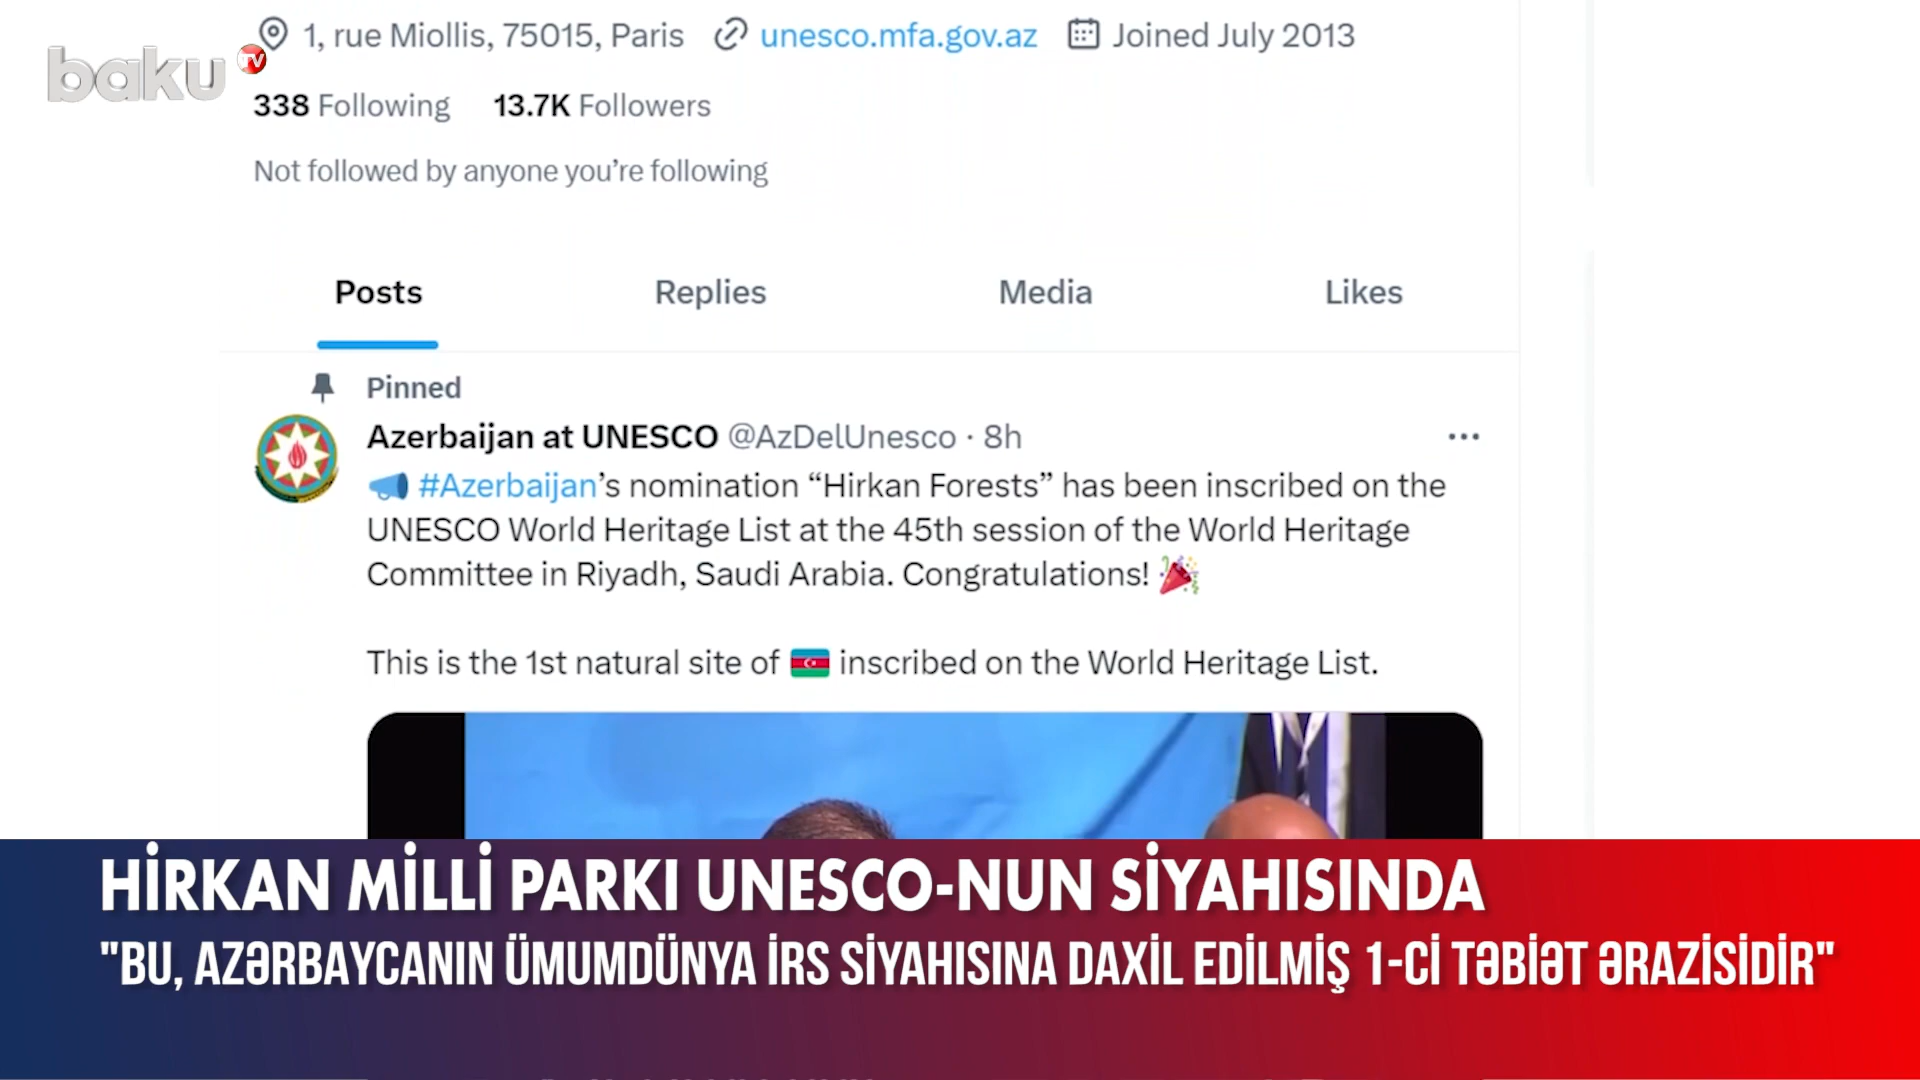 baku TV
1, rue Miollis, 75015, Paris unesco.mfa.gov.az Joined July 2013
338 Following 13.7K Followers
Not followed by anyone you’re following
Posts Replies Media Likes
Pinned
Azerbaijan at UNESCO @AzDelUnesco · 8h
#Azerbaijan’s nomination “Hirkan Forests” has been inscribed on the
UNESCO World Heritage List at the 45th session of the World Heritage
Committee in Riyadh, Saudi Arabia. Congratulations!
This is the 1st natural site of inscribed on the World Heritage List.
HİRKAN MİLLİ PARKI UNESCO-NUN SİYAHISINDA
"BU, AZƏRBAYCANIN ÜMUMDÜNYA İRS SİYAHISINA DAXİL EDİLMİŞ 1-Cİ TƏBİƏT ƏRAZİSİDİR"